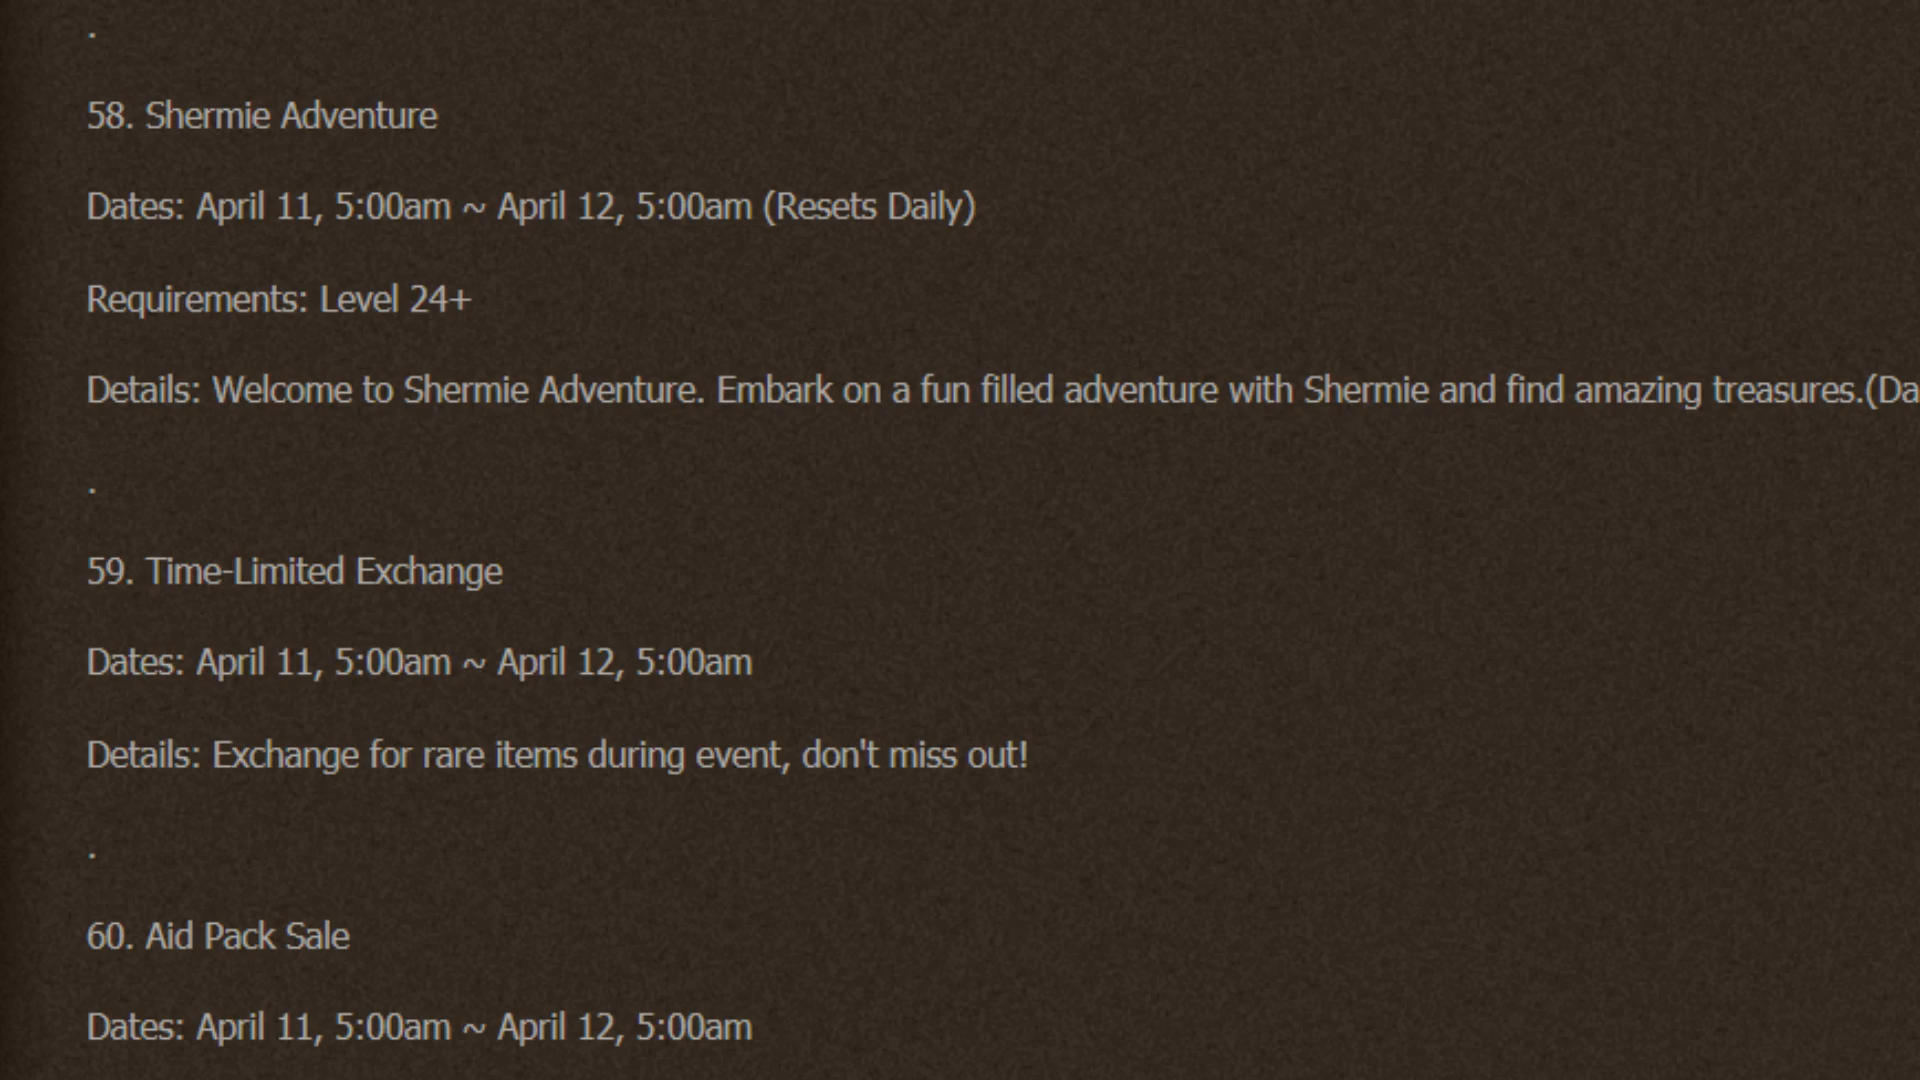 .
58. Shermie Adventure
Dates: April 11, 5:00am ~ April 12, 5:00am (Resets Daily)
Requirements: Level 24+
Details: Welcome to Shermie Adventure. Embark on a fun filled adventure with Shermie and find amazing treasures.(Da
.
59. Time-Limited Exchange
Dates: April 11, 5:00am ~ April 12, 5:00am
Details: Exchange for rare items during event, don't miss out!
.
60. Aid Pack Sale
Dates: April 11, 5:00am ~ April 12, 5:00am